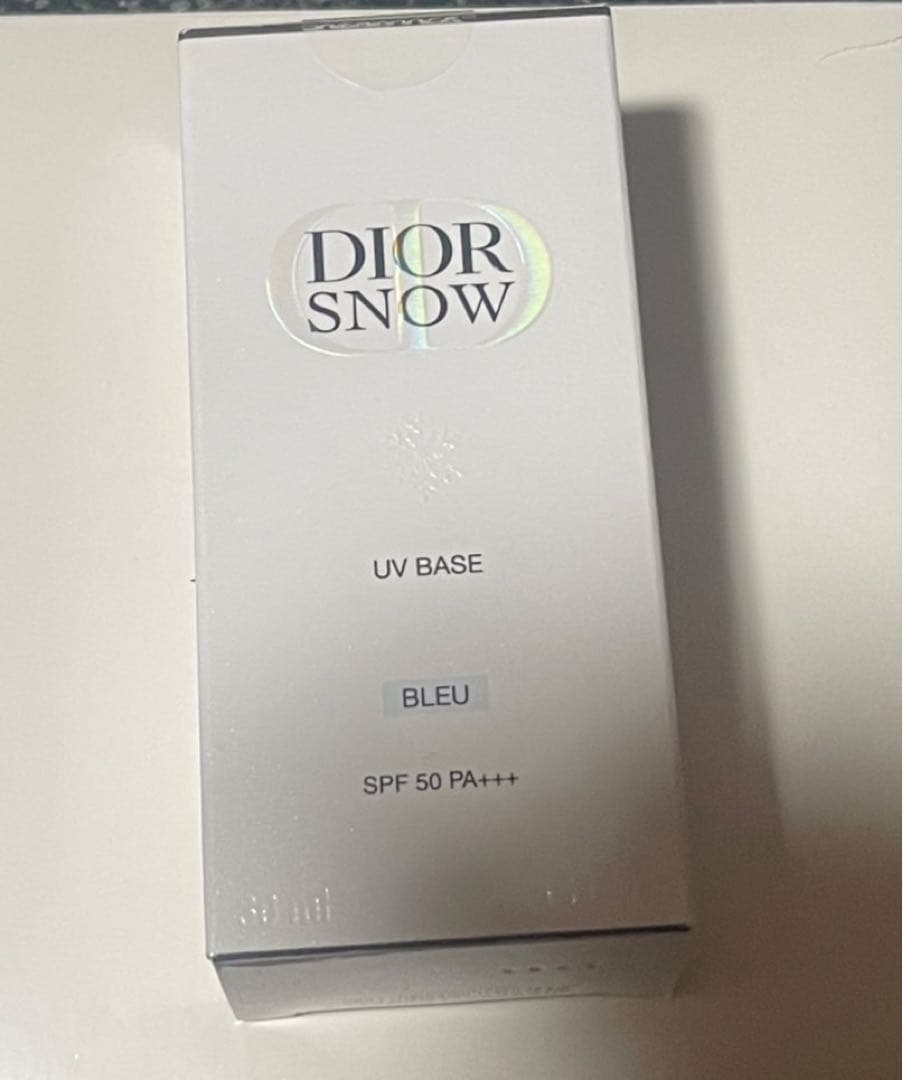 DIOR
SNOW
UV BASE
BLEU
SPF 50 PA+++